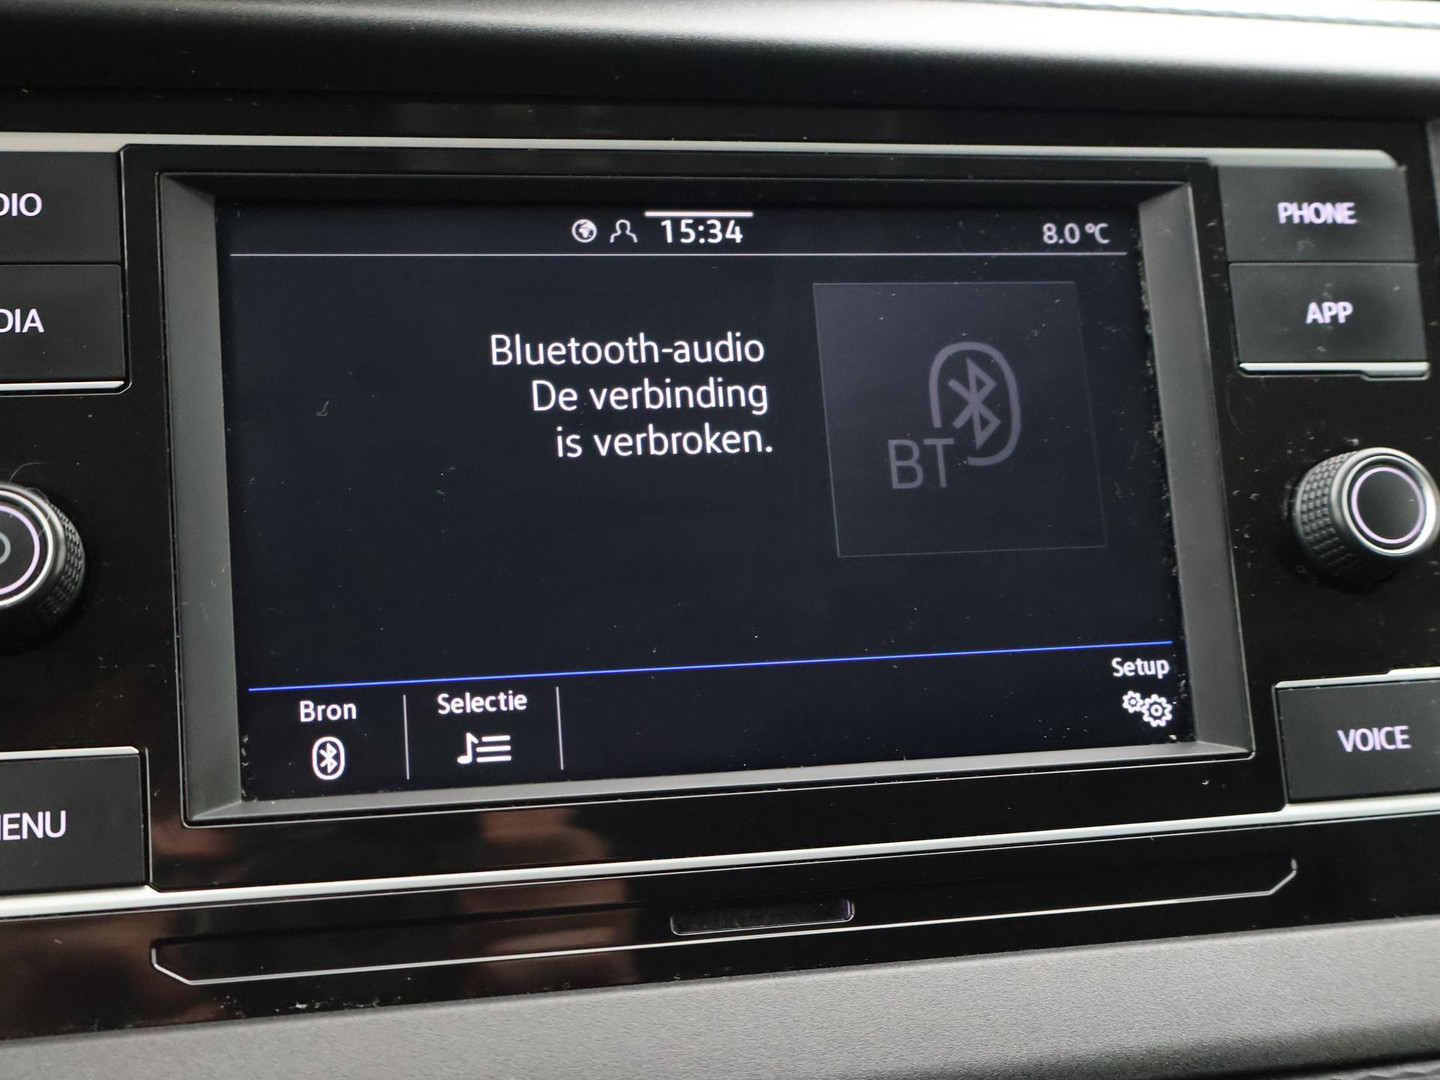 15:34
8.0 °C
Bluetooth-audio
De verbinding
is verbroken.
BT
Bron
Selectie
Setup
DIO
DIA
ENU
PHONE
APP
VOICE